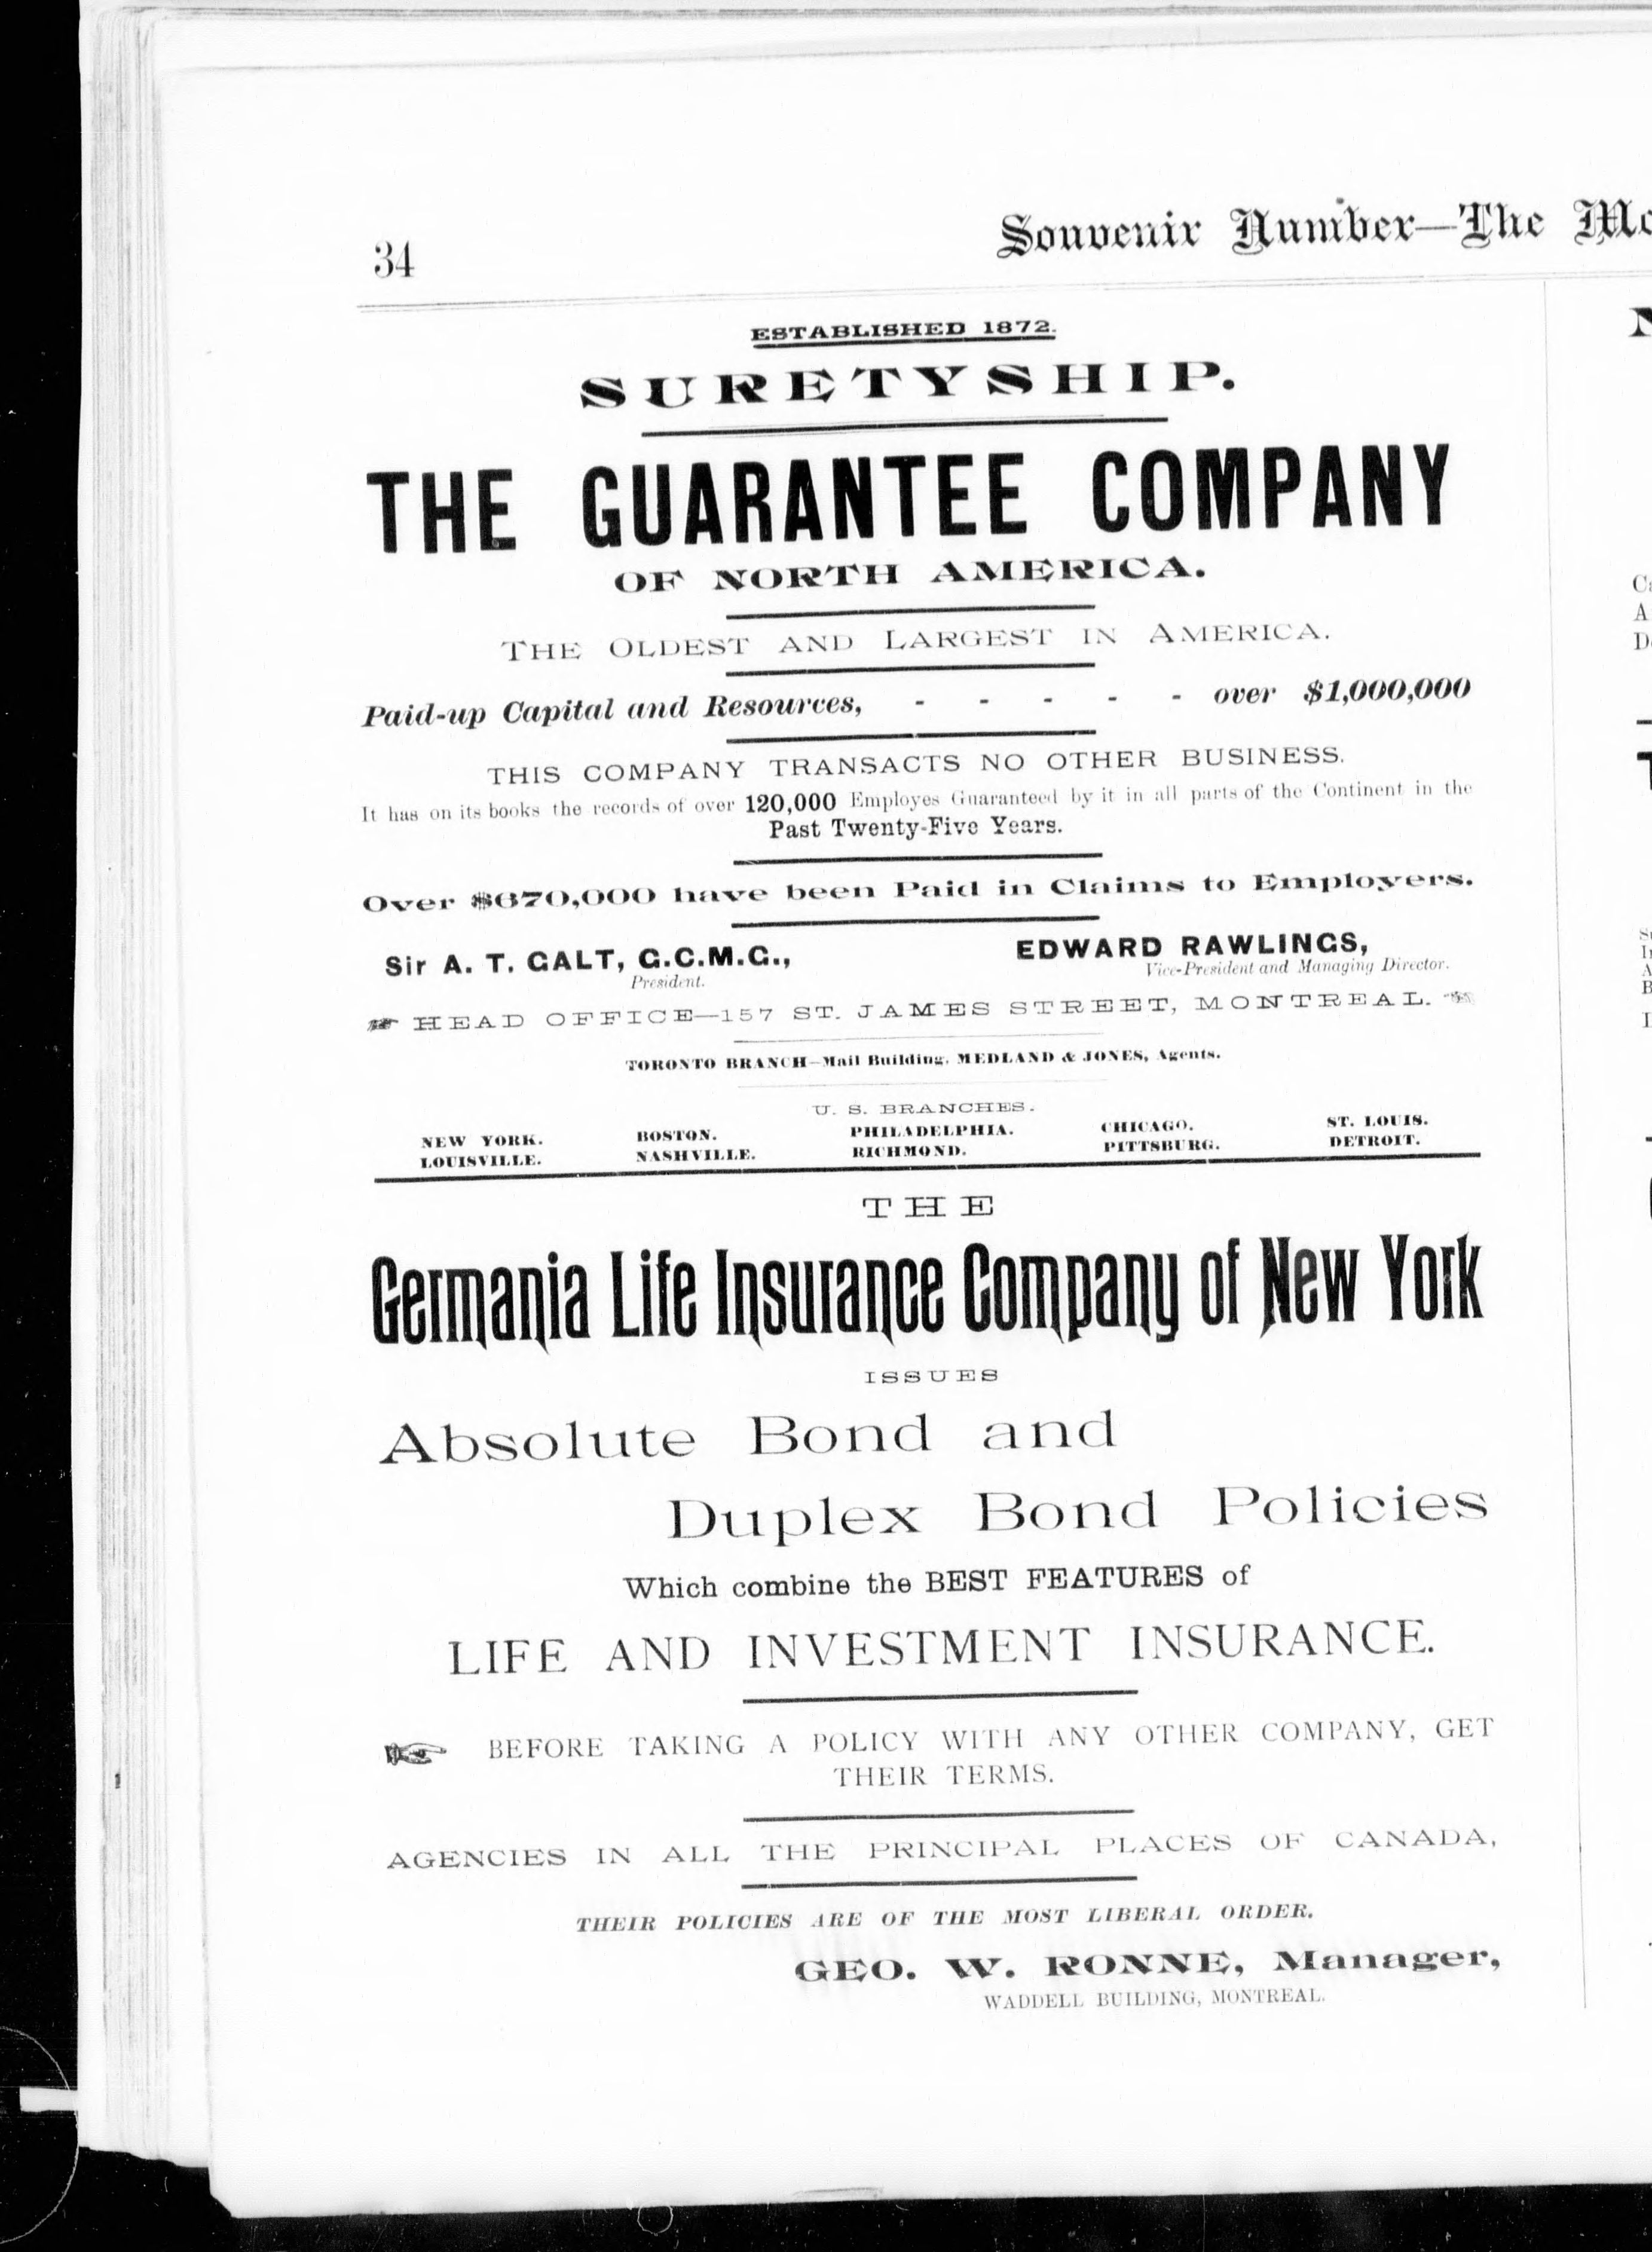 34
Souvenir Number—The Mo
ESTABLISHED 1872.
SURETYSHIP.
THE GUARANTEE COMPANY
OF NORTH AMERICA.
THE OLDEST AND LARGEST IN AMERICA.
Paid-up Capital and Resources, - - - - - over $1,000,000
THIS COMPANY TRANSACTS NO OTHER BUSINESS.
It has on its books the records of over 120,000 Employes Guaranteed by it in all parts of the Continent in the
Past Twenty-Five Years.
Over $670,000 have been Paid in Claims to Employers.
Sir A. T. GALT, G.C.M.G., EDWARD RAWLINGS,
President. Vice-President and Managing Director.
HEAD OFFICE—157 ST. JAMES STREET, MONTREAL.
TORONTO BRANCH—Mail Building. MEDLAND & JONES, Agents.
U. S. BRANCHES.
NEW YORK. BOSTON. PHILADELPHIA. CHICAGO. ST. LOUIS.
LOUISVILLE. NASHVILLE. RICHMOND. PITTSBURG. DETROIT.
THE
Germania Life Insurance Company of New York
ISSUES
Absolute Bond and
Duplex Bond Policies
Which combine the BEST FEATURES of
LIFE AND INVESTMENT INSURANCE.
BEFORE TAKING A POLICY WITH ANY OTHER COMPANY, GET
THEIR TERMS.
AGENCIES IN ALL THE PRINCIPAL PLACES OF CANADA,
THEIR POLICIES ARE OF THE MOST LIBERAL ORDER.
GEO. W. RONNE, Manager,
WADDELL BUILDING, MONTREAL.